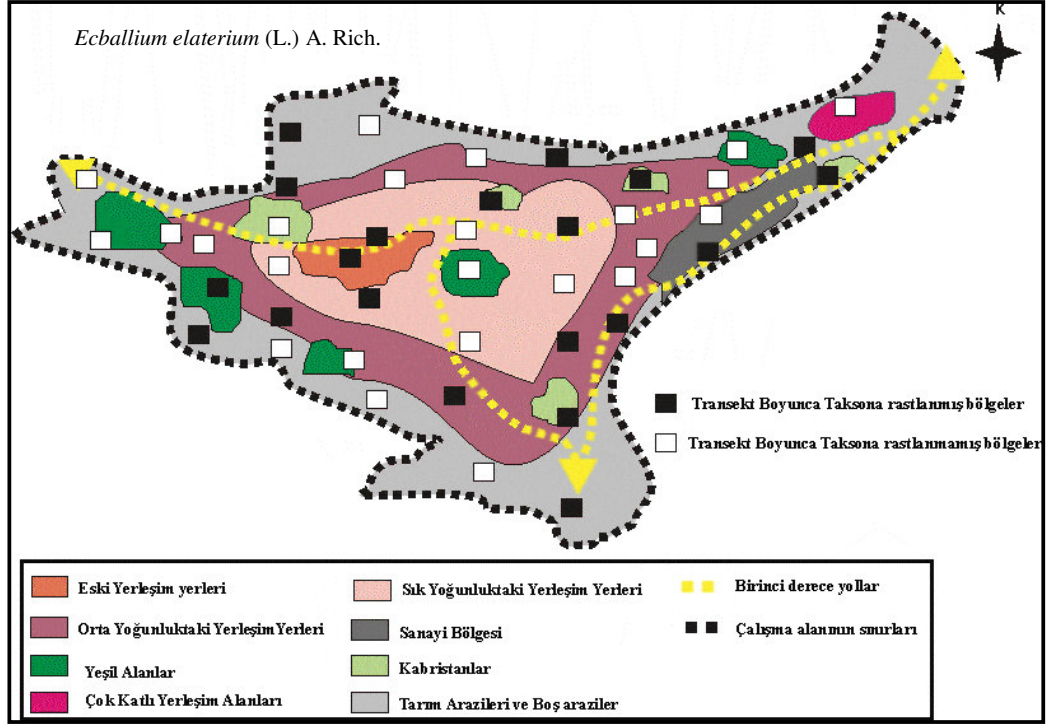 K
Ecballium elaterium (L.) A. Rich.
Transekt Boyunca Taksona rastlanmış bölgeler
Transekt Boyunca Taksona rastlanmamış bölgeler
Eski Yerleşim yerleri
Sık Yoğunluktaki Yerleşim Yerleri
Birinci derece yollar
Orta Yoğunluktaki Yerleşim Yerleri
Sanayi Bölgesi
Çalışma alanının sınırları
Yeşil Alanlar
Kabristanlar
Çok Katlı Yerleşim Alanları
Tarım Arazileri ve Boş araziler